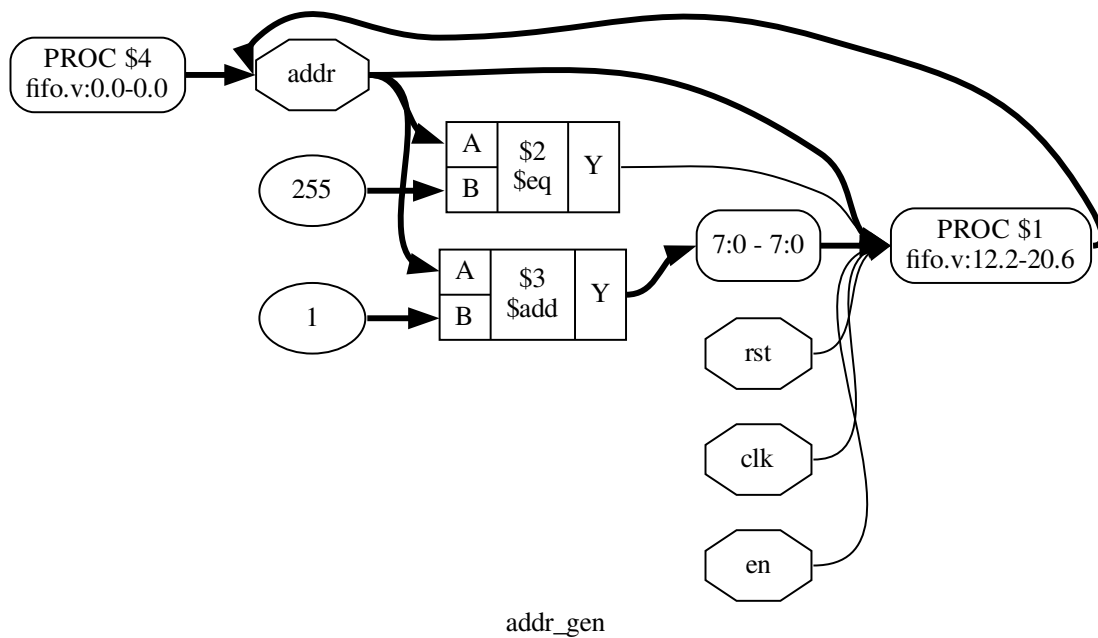 PROC $4
fifo.v:0.0-0.0
addr
A
B
$2
$eq
Y
255
A
B
$3
$add
Y
1
7:0 - 7:0
PROC $1
fifo.v:12.2-20.6
rst
clk
en
addr_gen